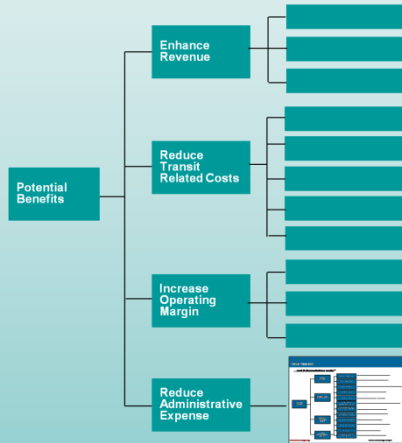 Enhance
Revenue
Reduce
Transit
Related Costs
Potential
Benefits
Increase
Operating
Margin
Reduce
Administrative
Expense